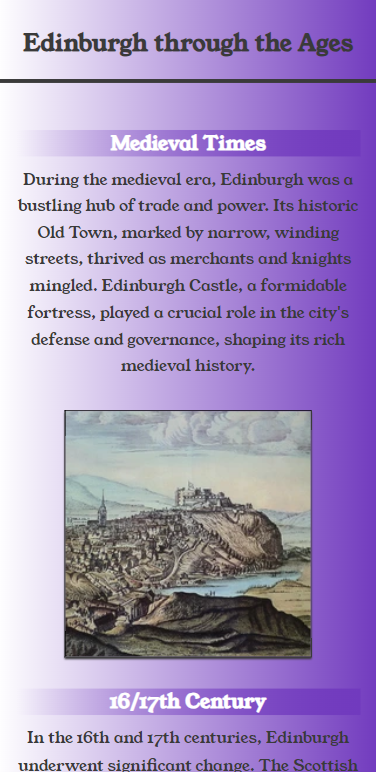 Edinburgh through the Ages
Medieval Times
During the medieval era, Edinburgh was a
bustling hub of trade and power. Its historic
Old Town, marked by narrow, winding
streets, thrived as merchants and knights
mingled. Edinburgh Castle, a formidable
fortress, played a crucial role in the city's
defense and governance, shaping its rich
medieval history.
16/17th Century
In the 16th and 17th centuries, Edinburgh
underwent significant change. The Scottish